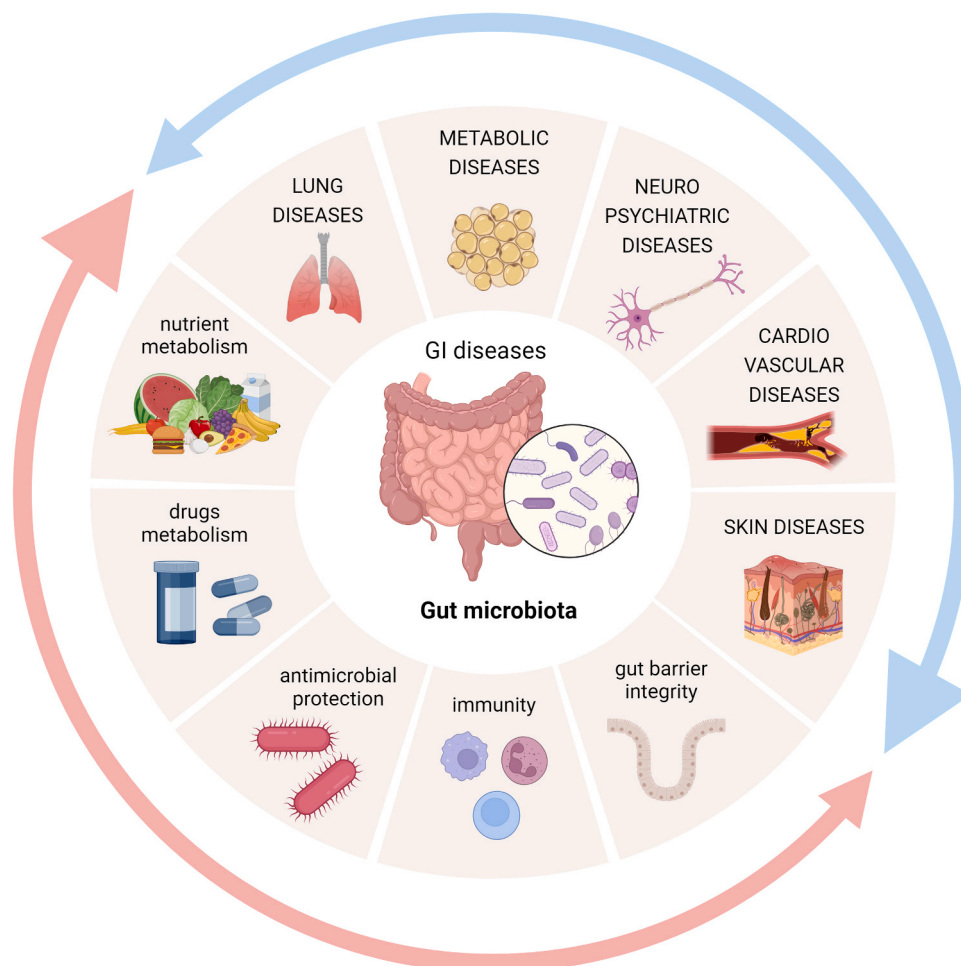 METABOLIC
DISEASES
NEURO
PSYCHIATRIC
DISEASES
CARDIO
VASCULAR
DISEASES
SKIN DISEASES
gut barrier
integrity
immunity
antimicrobial
protection
drugs
metabolism
nutrient
metabolism
LUNG
DISEASES
GI diseases
Gut microbiota